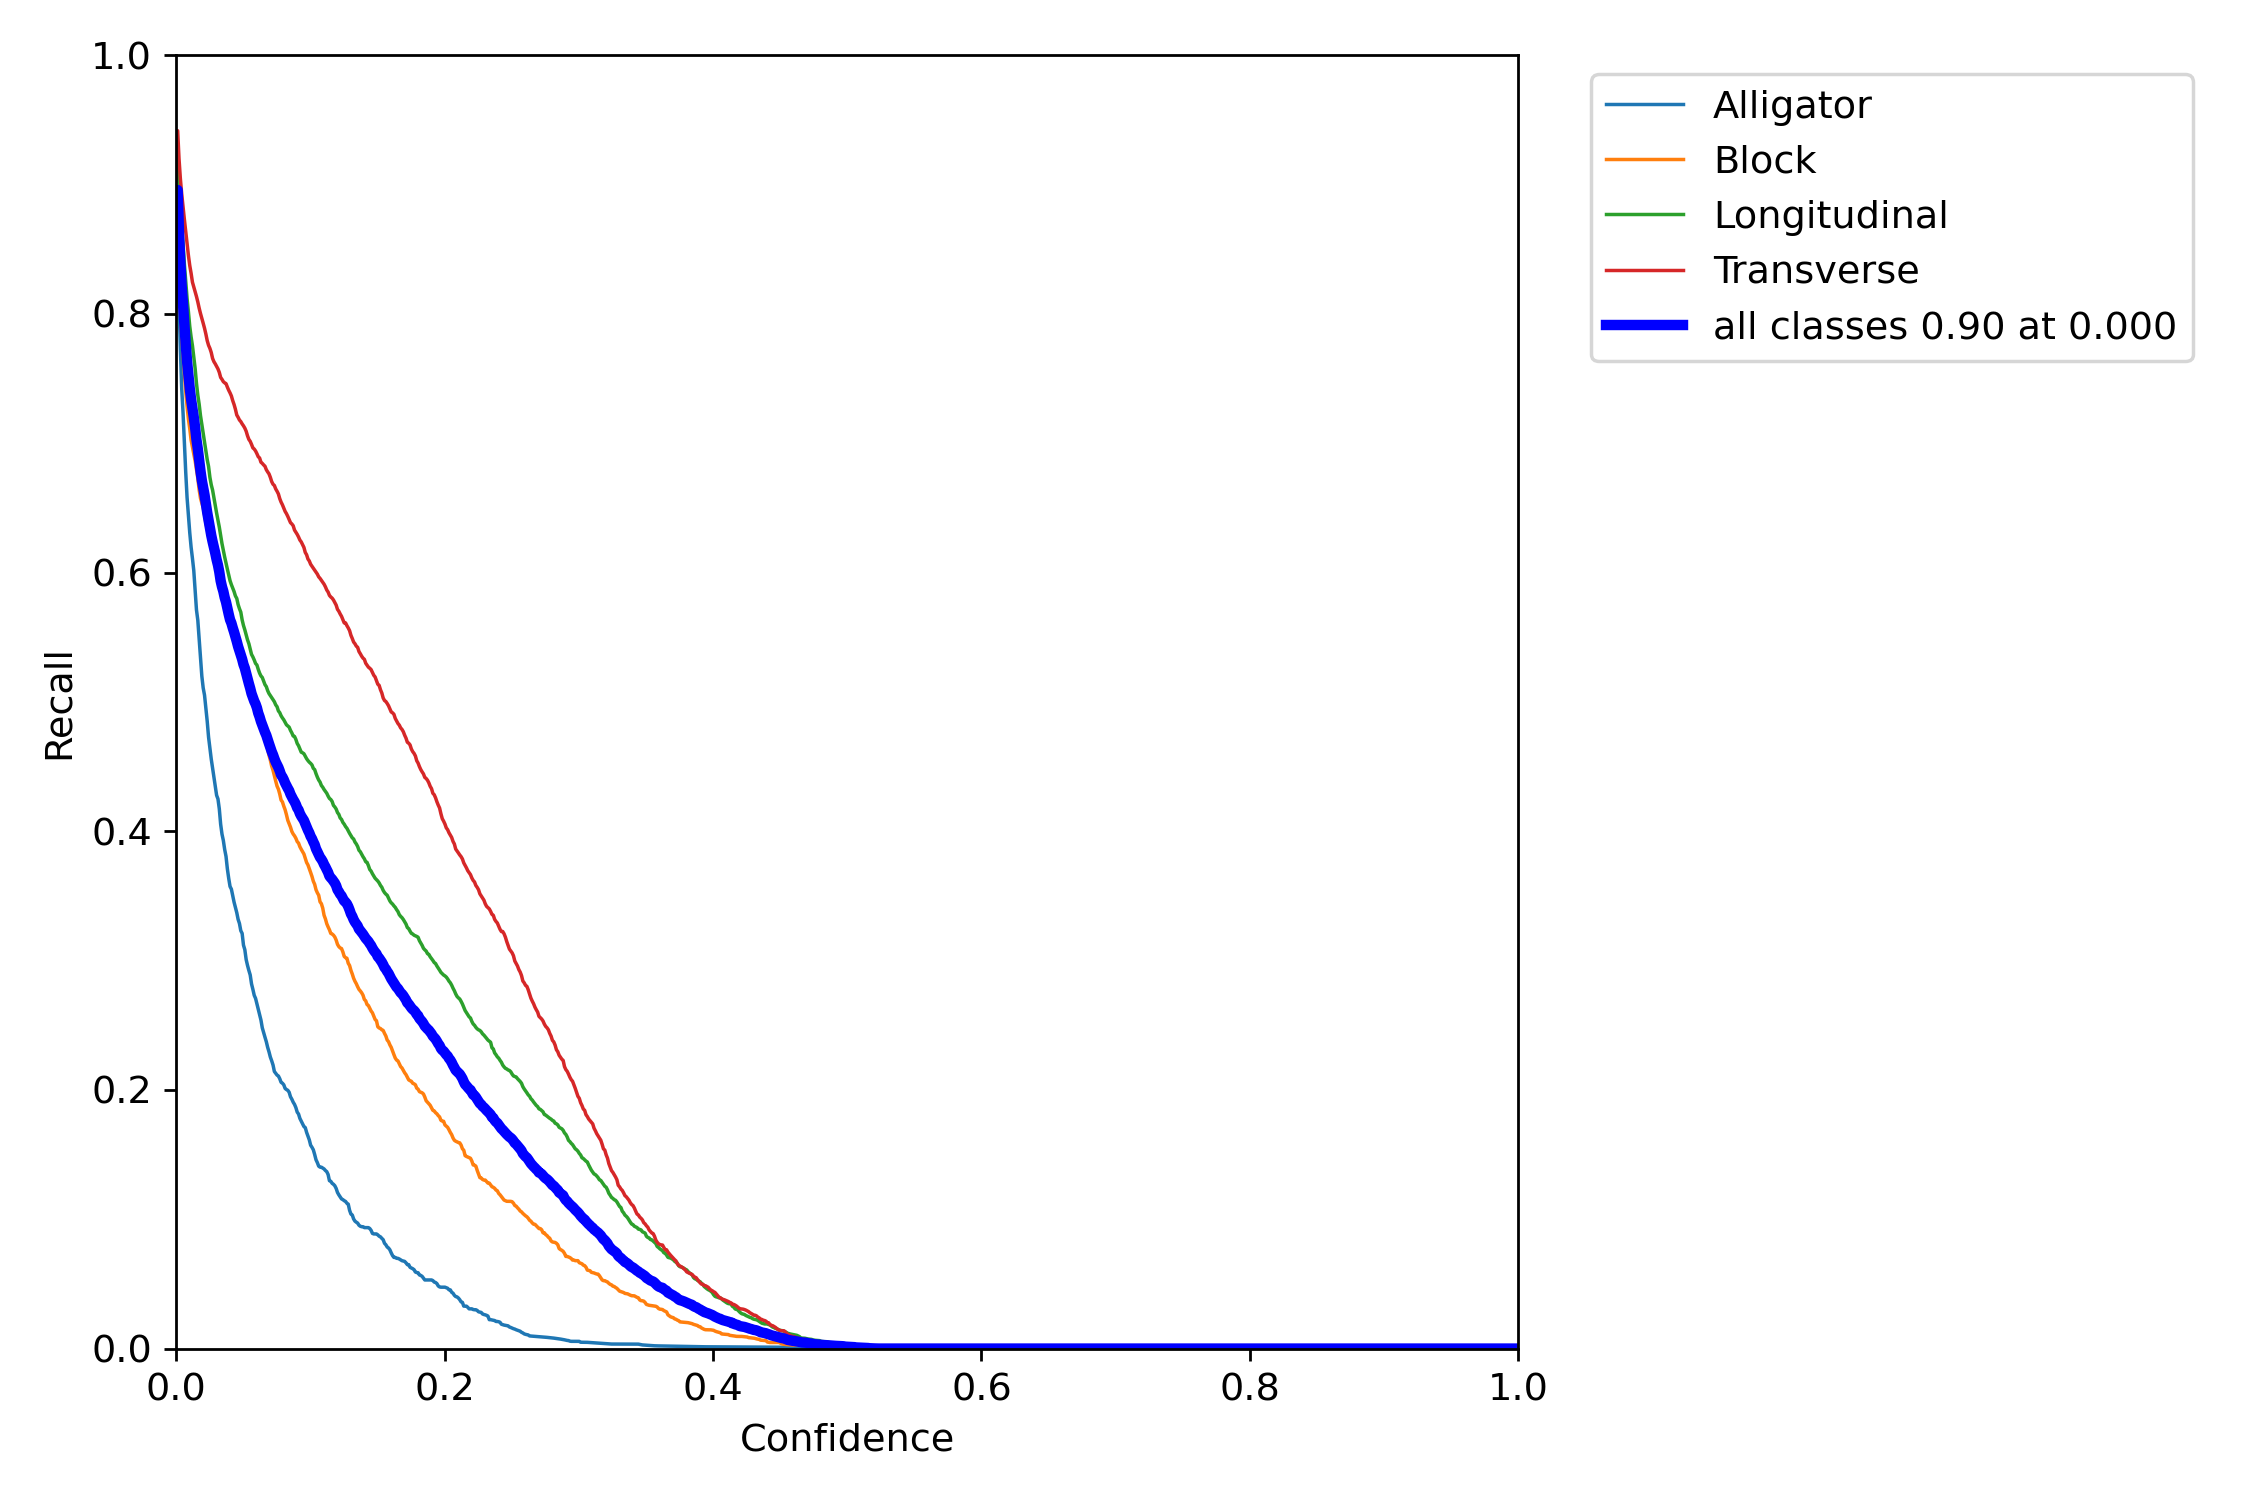 1.0
0.8
0.6
0.4
0.2
0.0
Recall
0.0 0.2 0.4 0.6 0.8 1.0
Confidence
Alligator
Block
Longitudinal
Transverse
all classes 0.90 at 0.000